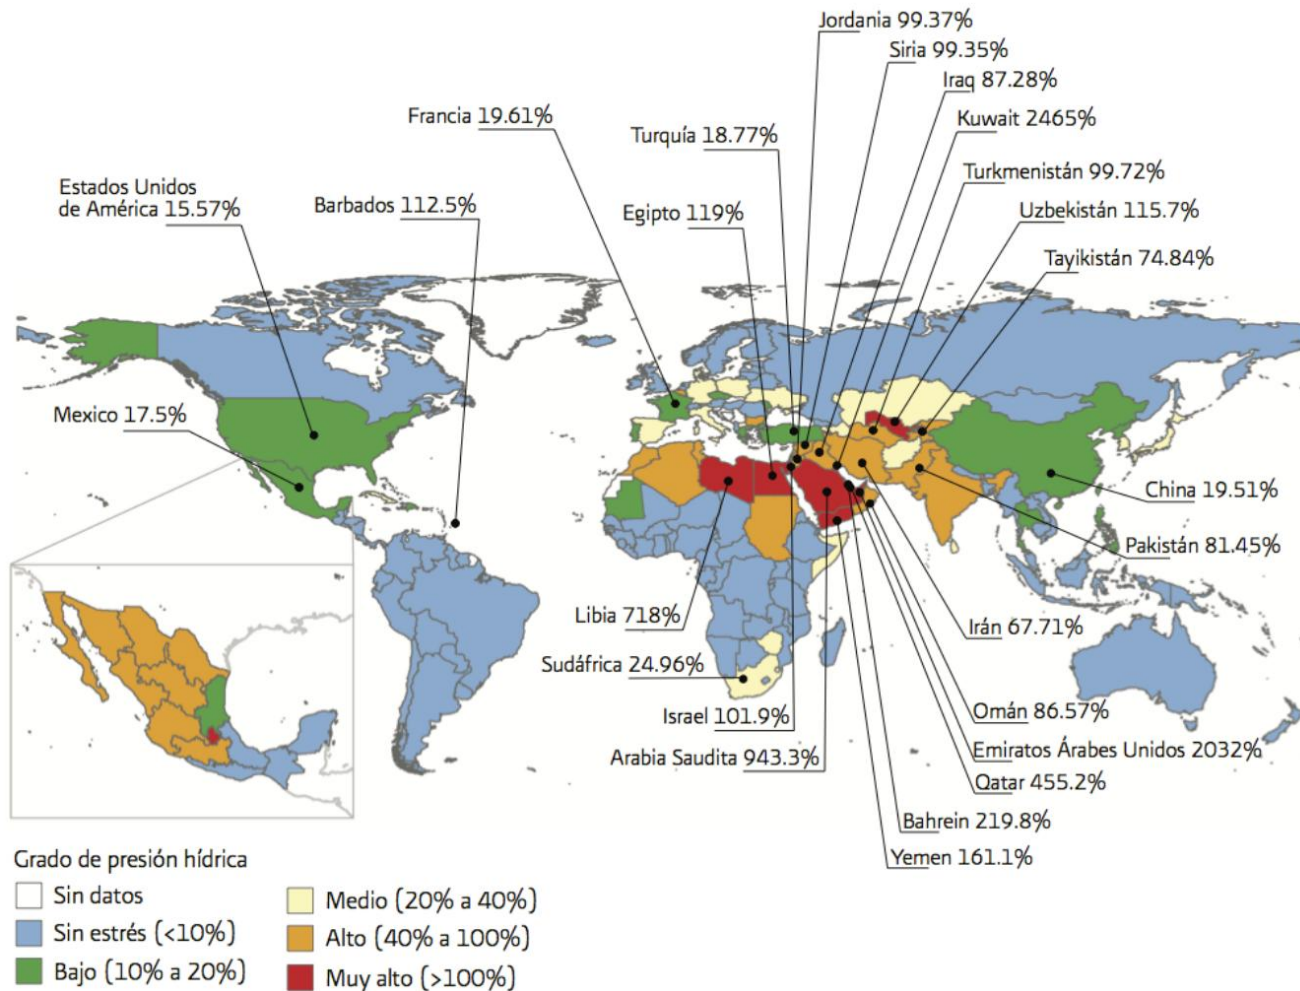 Jordania 99.37%
Siria 99.35%
Iraq 87.28%
Francia 19.61%
Kuwait 2465%
Turquía 18.77%
Turkmenistán 99.72%
Estados Unidos
de América 15.57%
Barbados 112.5%
Egipto 119%
Uzbekistán 115.7%
Tayikistán 74.84%
Mexico 17.5%
China 19.51%
Pakistán 81.45%
Libia 718%
Irán 67.71%
Sudáfrica 24.96%
Israel 101.9%
Omán 86.57%
Arabia Saudita 943.3%
Emiratos Árabes Unidos 2032%
Qatar 455.2%
Bahrein 219.8%
Yemen 161.1%
Grado de presión hídrica
Sin datos
Sin estrés (<10%)
Bajo (10% a 20%)
Medio (20% a 40%)
Alto (40% a 100%)
Muy alto (>100%)